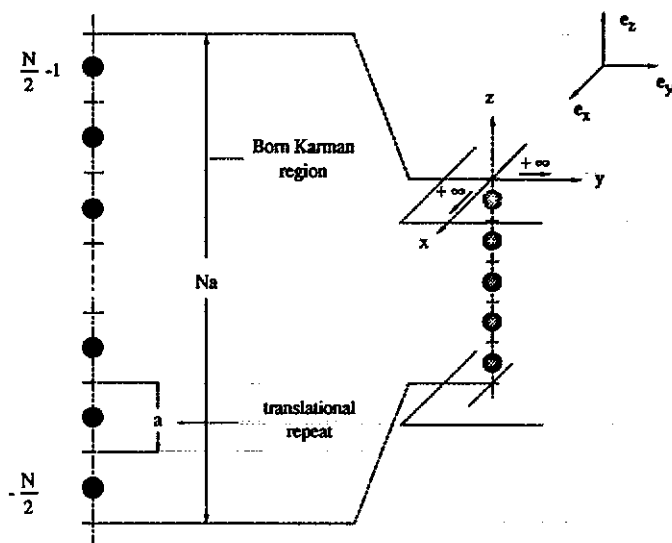 N/2 -1
e_z
e_y
e_x
z
Born Karman
region
+ ∞
+ ∞
y
x
Na
a
translational
repeat
- N/2